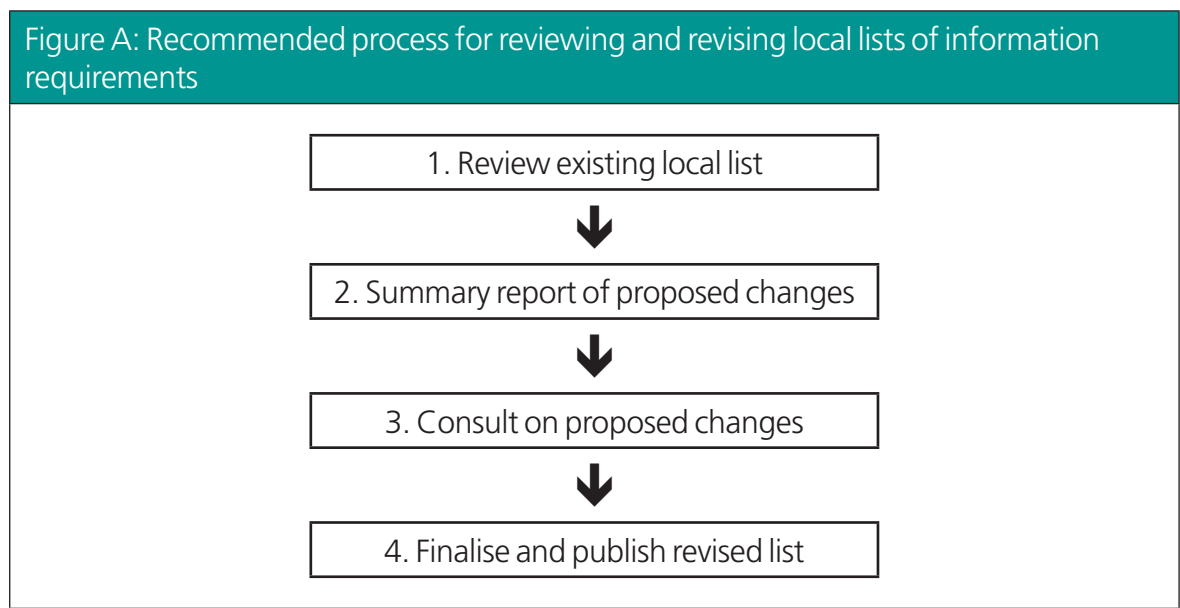 Figure A: Recommended process for reviewing and revising local lists of information
requirements
1. Review existing local list
2. Summary report of proposed changes
3. Consult on proposed changes
4. Finalise and publish revised list